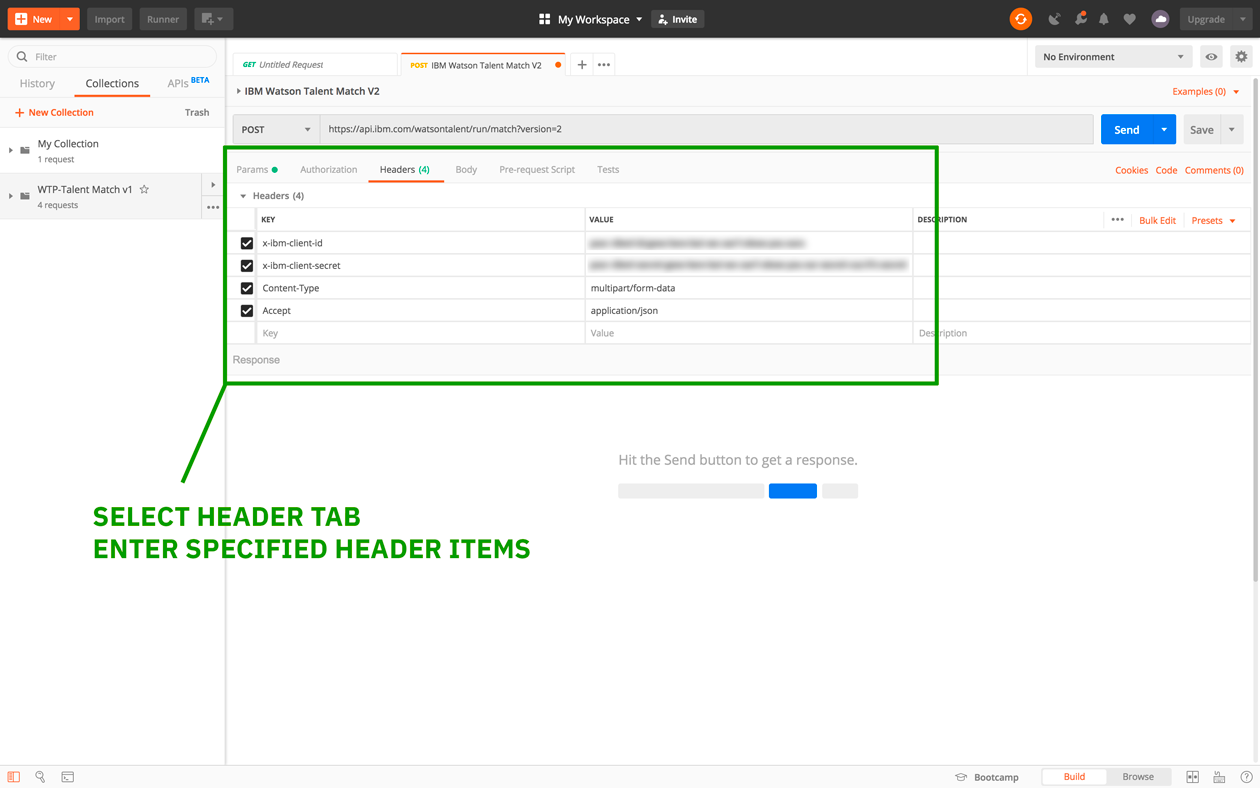 New
Import
Runner
My Workspace
Invite
Upgrade
Filter
History
Collections
APIs BETA
New Collection
Trash
My Collection
1 request
WTP-Talent Match v1
4 requests
GET Untitled Request
POST IBM Watson Talent Match V2
No Environment
IBM Watson Talent Match V2
Examples (0)
POST
https://api.ibm.com/watsontalent/run/match?version=2
Send
Save
Params
Authorization
Headers (4)
Body
Pre-request Script
Tests
Cookies
Code
Comments (0)
Headers (4)
KEY
VALUE
DESCRIPTION
Bulk Edit
Presets
x-ibm-client-id
x-ibm-client-secret
Content-Type
multipart/form-data
Accept
application/json
Key
Value
Description
Response
Hit the Send button to get a response.
SELECT HEADER TAB
ENTER SPECIFIED HEADER ITEMS
Bootcamp
Build
Browse